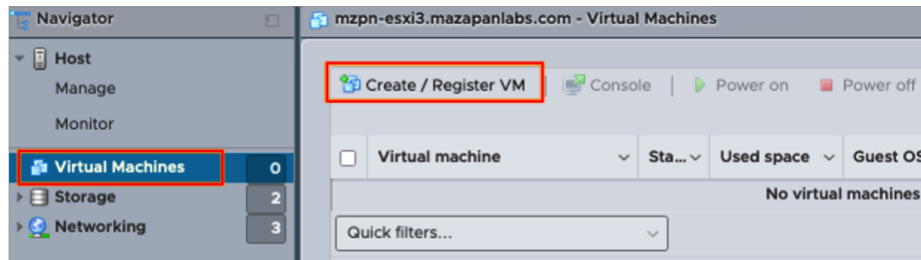 Navigator
Host
Manage
Monitor
Virtual Machines 0
Storage 2
Networking 3
mzpn-esxi3.mazapanlabs.com - Virtual Machines
Create / Register VM Console Power on Power off
Virtual machine Sta... Used space Guest OS
No virtual machines
Quick filters...